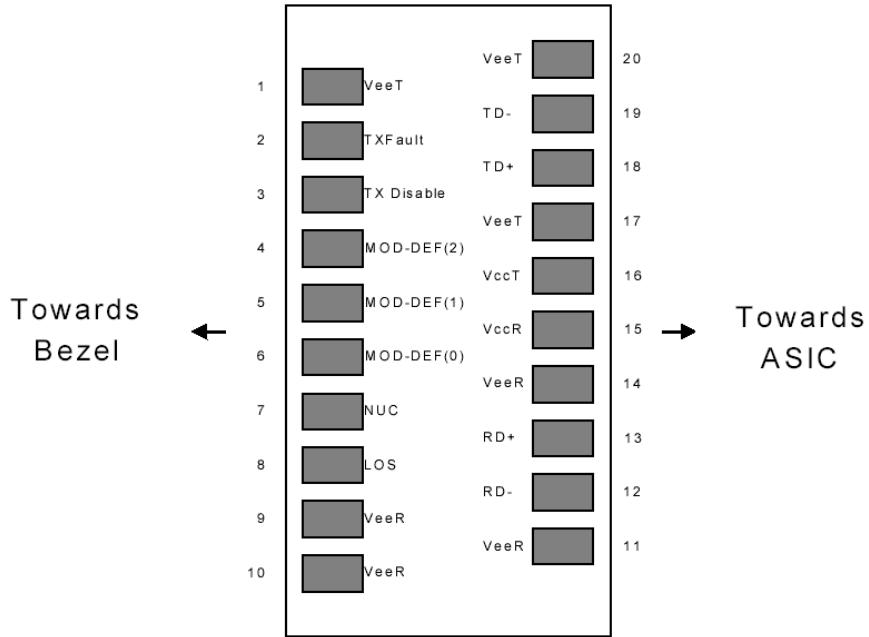 1 VeeT
2 TXFault
3 TX Disable
4 MOD-DEF(2)
5 MOD-DEF(1)
6 MOD-DEF(0)
7 NUC
8 LOS
9 VeeR
10 VeeR
VeeT 20
TD- 19
TD+ 18
VeeT 17
VccT 16
VccR 15
VeeR 14
RD+ 13
RD- 12
VeeR 11
Towards
Bezel
Towards
ASIC